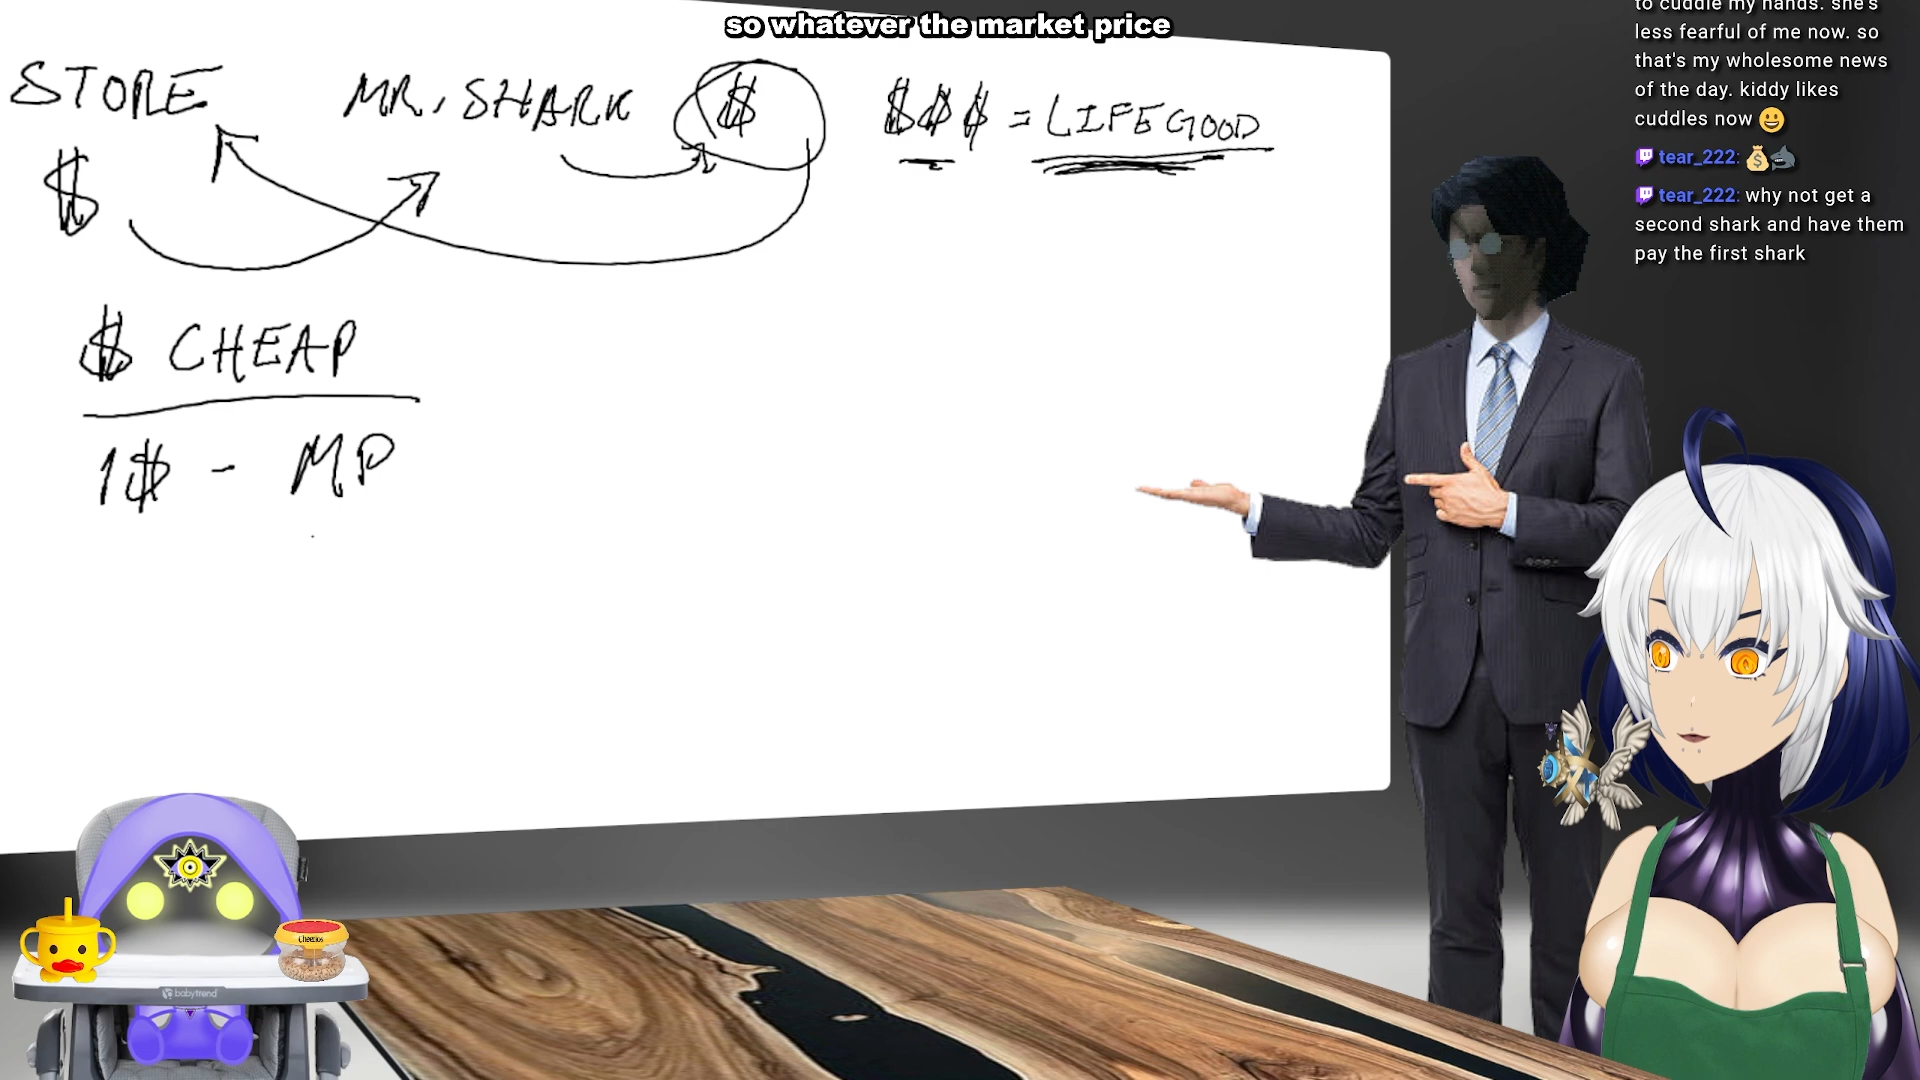 so whatever the market price
STORE MR. SHARK $ $$$ = LIFE GOOD
$
$ CHEAP
1$ - MP
to cuddle my hands. she's
less fearful of me now. so
that's my wholesome news
of the day. kiddy likes
cuddles now 😀
tear_222: 💰🦈
tear_222: why not get a
second shark and have them
pay the first shark
Cheerios
babytrend